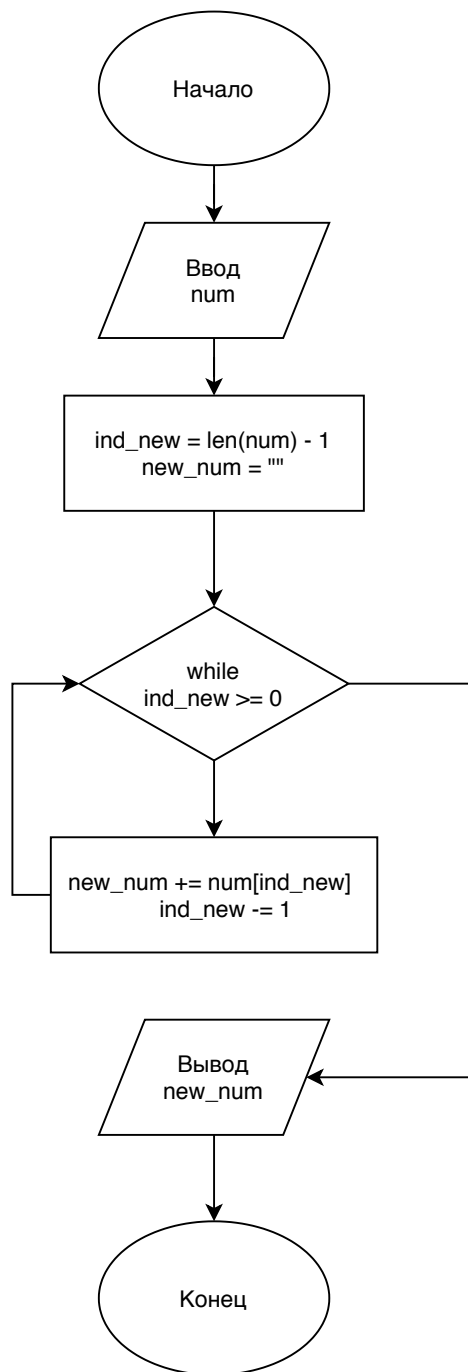 Начало
Ввод
num
ind_new = len(num) - 1
new_num = ""
while
ind_new >= 0
new_num += num[ind_new]
ind_new -= 1
Вывод
new_num
Конец